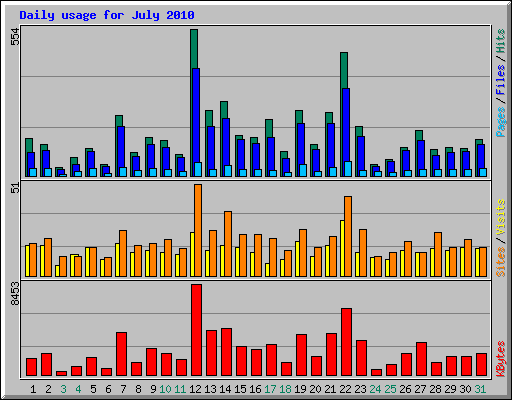 Daily usage for July 2010
554
Pages / Files / Hits
51
Sites / Visits
8453
KBytes
1 2 3 4 5 6 7 8 9 10 11 12 13 14 15 16 17 18 19 20 21 22 23 24 25 26 27 28 29 30 31